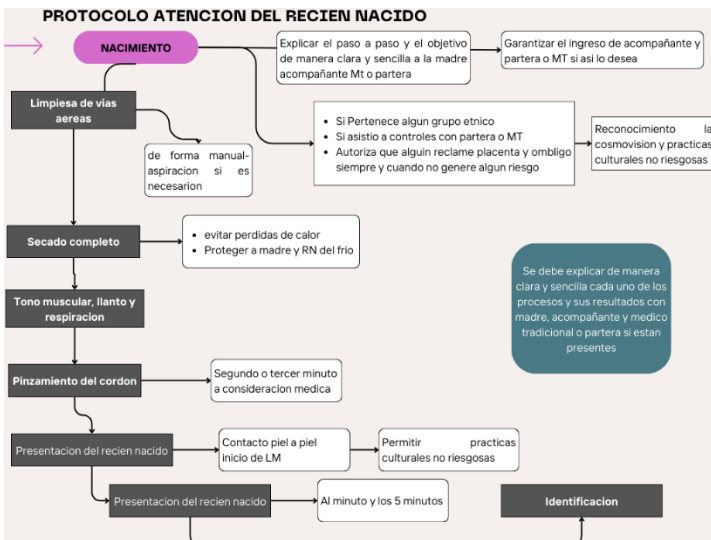 PROTOCOLO ATENCION DEL RECIEN NACIDO
NACIMIENTO
Explicar el paso a paso y el objetivo
de manera clara y sencilla a la madre
acompañante Mt o partera
Garantizar el ingreso de acompañante y
partera o MT si asi lo desea
Limpiesa de vias
aereas
de forma manual-
aspiracion si es
necesarion
Si Pertenece algun grupo etnico
Si asistio a controles con partera o MT
Autoriza que alguin reclame placenta y ombligo
siempre y cuando no genere algun riesgo
Reconocimiento la
cosmovision y practicas
culturales no riesgosas
Secado completo
evitar perdidas de calor
Proteger a madre y RN del frio
Se debe explicar de manera
clara y sencilla cada uno de los
procesos y sus resultados con
madre, acompañante y medico
tradicional o partera si estan
presentes
Tono muscular, llanto y
respiracion
Pinzamiento del cordon
Segundo o tercer minuto
a consideracion medica
Presentacion del recien nacido
Contacto piel a piel
inicio de LM
Permitir practicas
culturales no riesgosas
Presentacion del recien nacido
Al minuto y los 5 minutos
Identificacion